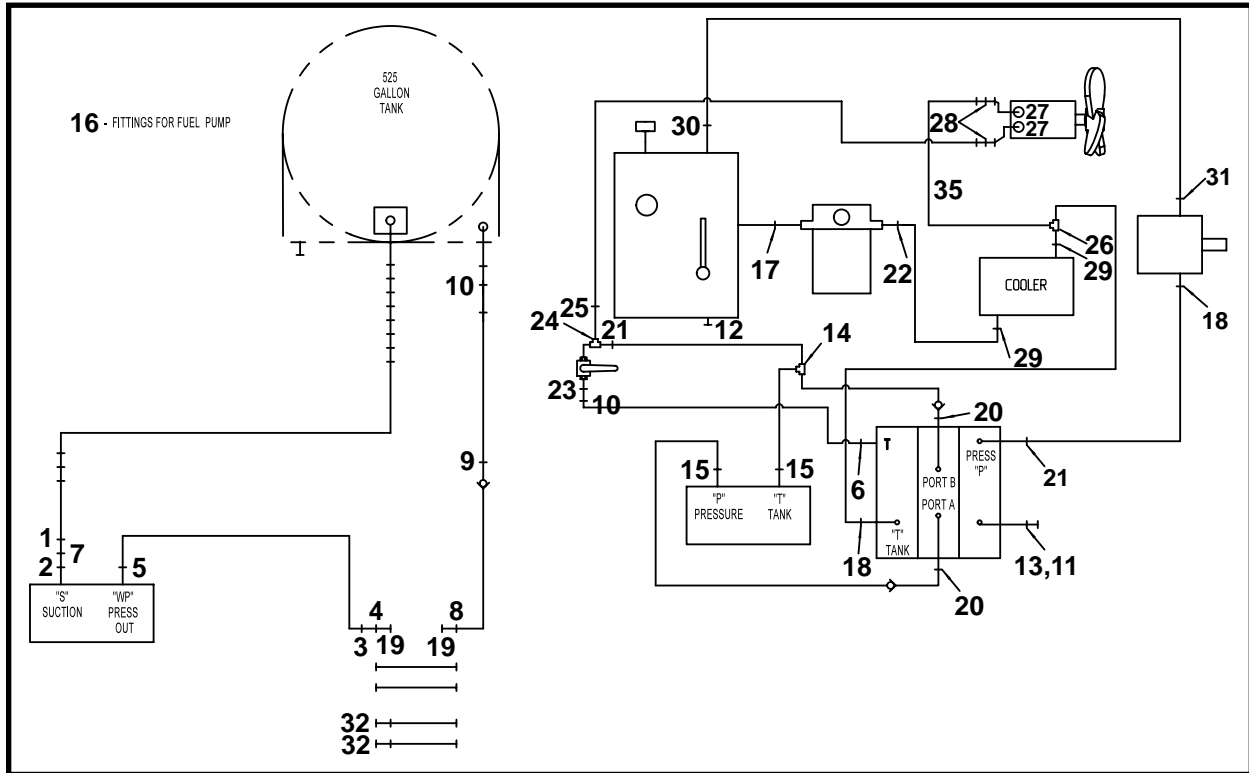 525
GALLON
TANK
16 - FITTINGS FOR FUEL PUMP
30
28
27
27
35
31
17
22
26
29
10
COOLER
18
25
24
21
12
14
29
23
10
20
9
15
15
6
T
PRESS
"P"
21
PORT B
PORT A
"P"
PRESSURE
"T"
TANK
1
7
2
5
18
"T"
TANK
13,11
20
"S"
SUCTION
"WP"
PRESS
OUT
4
8
3
19
19
32
32